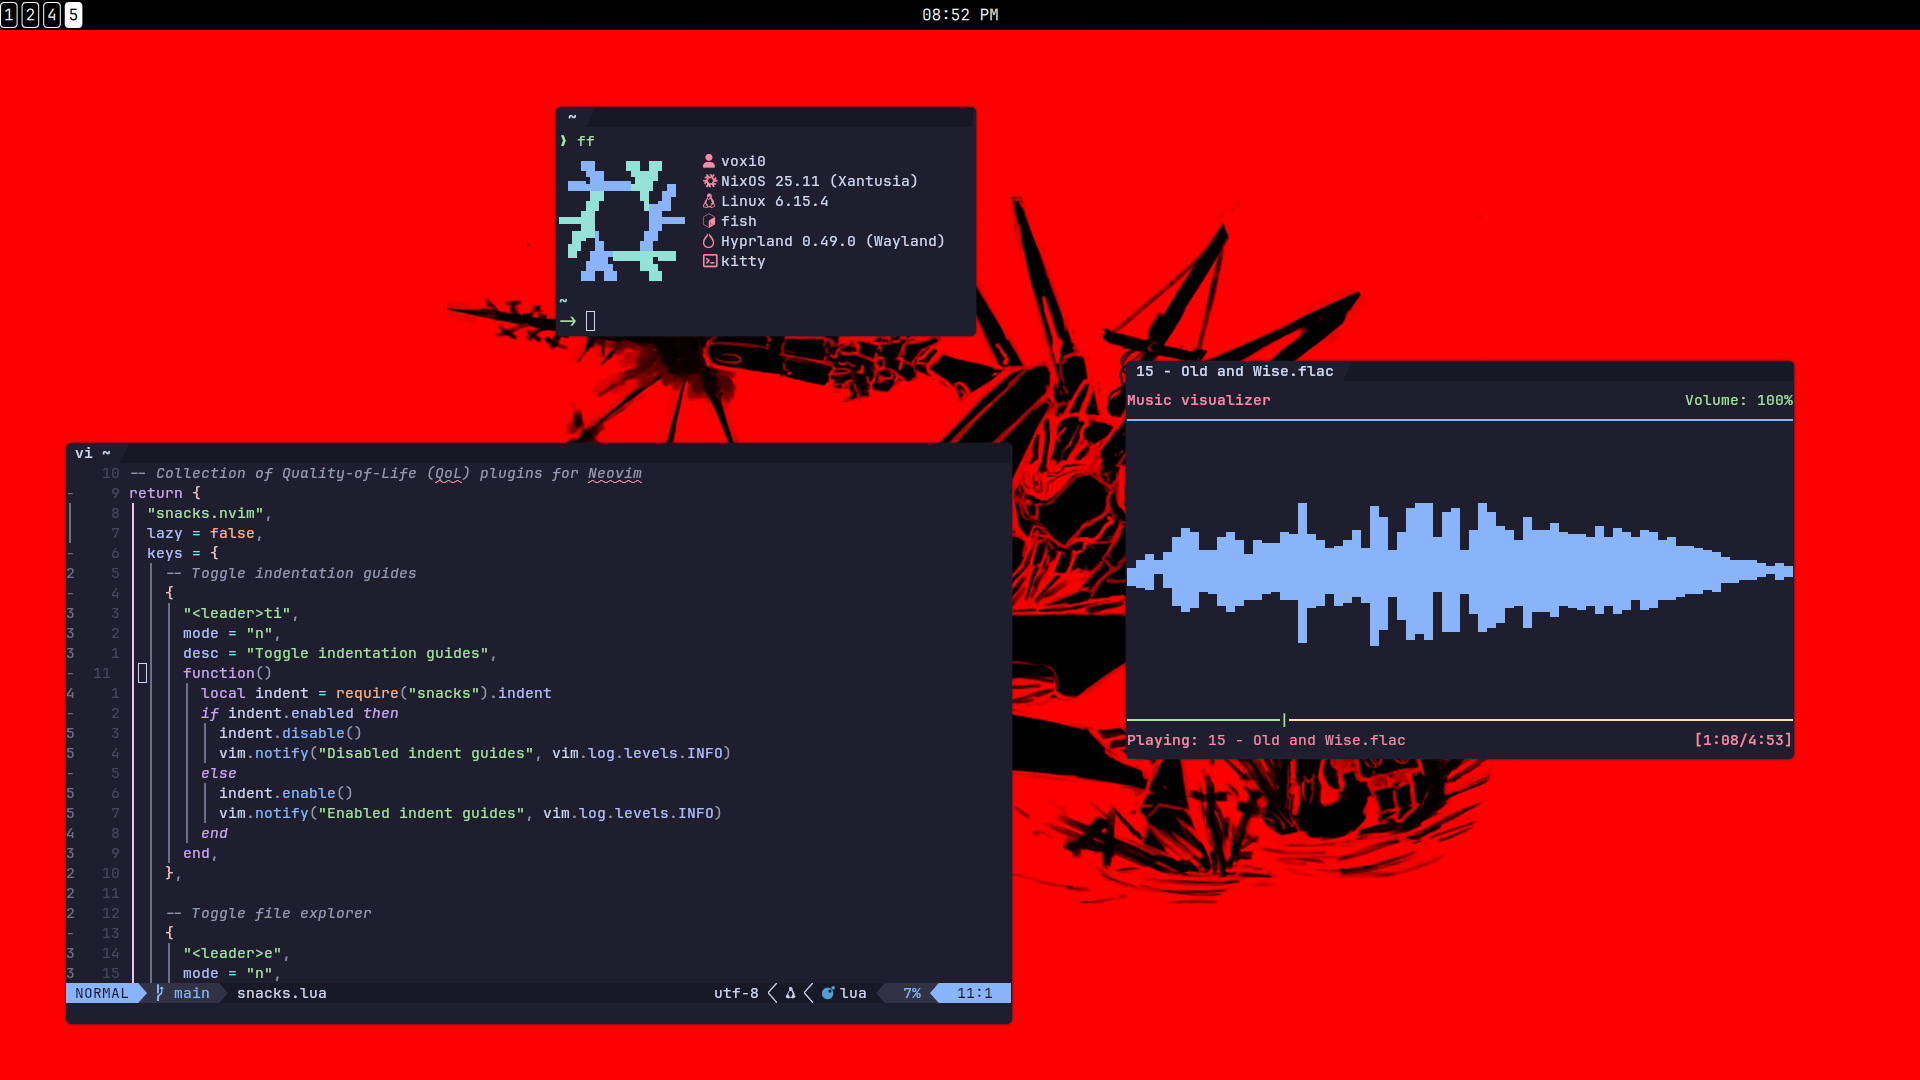 1 2 4 5
08:52 PM
~
❱ ff
voxi0
NixOS 25.11 (Xantusia)
Linux 6.15.4
fish
Hyprland 0.49.0 (Wayland)
kitty
~
→
15 - Old and Wise.flac
Music visualizer
Volume: 100%
Playing: 15 - Old and Wise.flac
[1:08/4:53]
vi ~
10 -- Collection of Quality-of-Life (QoL) plugins for Neovim
- 9 return {
8 "snacks.nvim",
7 lazy = false,
- 6 keys = {
2 5 -- Toggle indentation guides
- 4 {
3 3 "<leader>ti",
3 2 mode = "n",
3 1 desc = "Toggle indentation guides",
- 11 function()
4 1 local indent = require("snacks").indent
- 2 if indent.enabled then
5 3 indent.disable()
5 4 vim.notify("Disabled indent guides", vim.log.levels.INFO)
- 5 else
5 6 indent.enable()
5 7 vim.notify("Enabled indent guides", vim.log.levels.INFO)
4 8 end
3 9 end,
2 10 },
2 11
2 12 -- Toggle file explorer
- 13 {
3 14 "<leader>e",
3 15 mode = "n",
NORMAL main snacks.lua utf-8 lua 7% 11:1